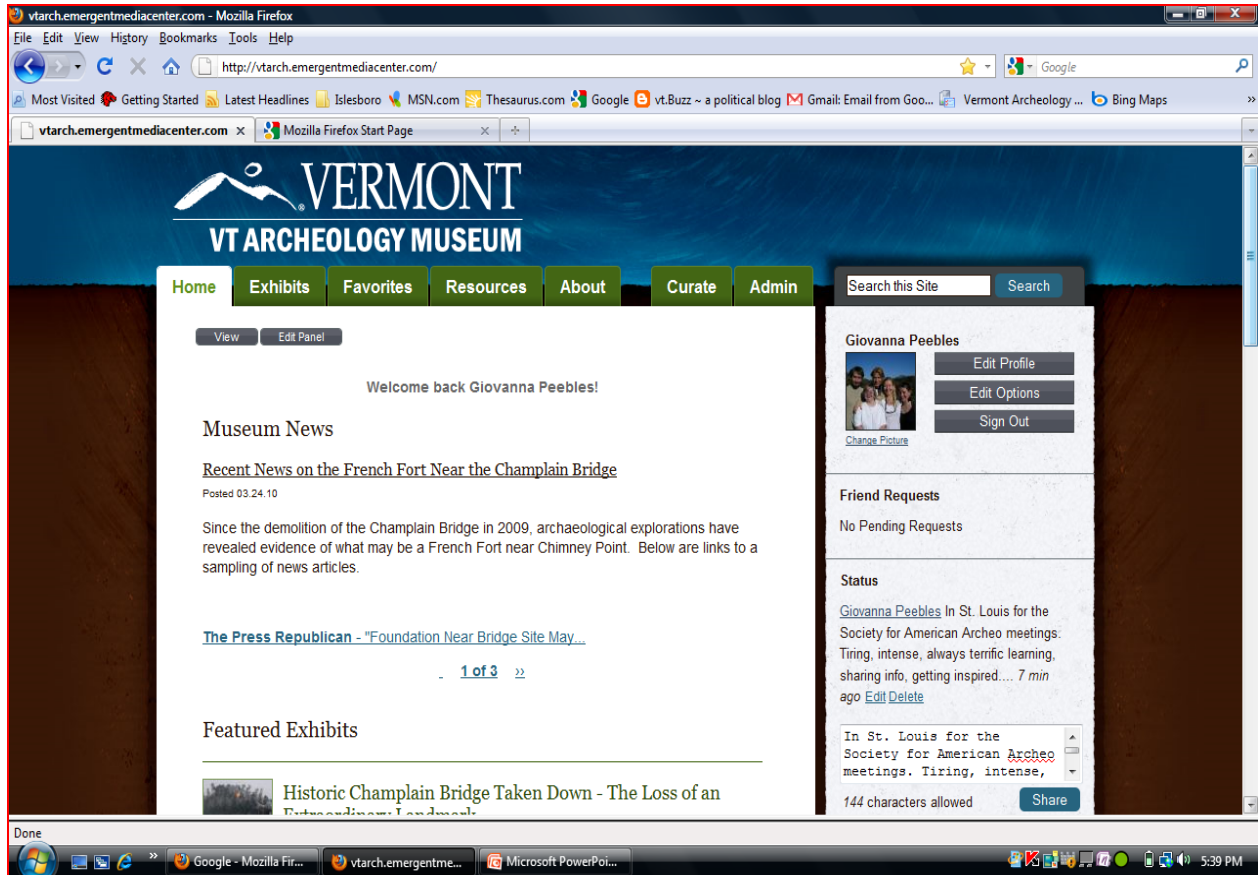 vtarch.emergentmediacenter.com - Mozilla Firefox
File Edit View History Bookmarks Tools Help
http://vtarch.emergentmediacenter.com/
Google
Most Visited Getting Started Latest Headlines Islesboro MSN.com Thesaurus.com Google vt.Buzz ~ a political blog Gmail: Email from Goo... Vermont Archeology ... Bing Maps »
vtarch.emergentmediacenter.com Mozilla Firefox Start Page
VERMONT
VT ARCHEOLOGY MUSEUM
Home Exhibits Favorites Resources About Curate Admin
Search this Site Search
View Edit Panel
Welcome back Giovanna Peebles!
Museum News
Recent News on the French Fort Near the Champlain Bridge
Posted 03.24.10
Since the demolition of the Champlain Bridge in 2009, archaeological explorations have
revealed evidence of what may be a French Fort near Chimney Point. Below are links to a
sampling of news articles.
The Press Republican - "Foundation Near Bridge Site May...
1 of 3 ››
Featured Exhibits
Historic Champlain Bridge Taken Down - The Loss of an
Extraordinary Landmark
Giovanna Peebles
Edit Profile
Edit Options
Sign Out
Change Picture
Friend Requests
No Pending Requests
Status
Giovanna Peebles In St. Louis for the
Society for American Archeo meetings.
Tiring, intense, always terrific learning,
sharing info, getting inspired.... 7 min
ago Edit Delete
In St. Louis for the
Society for American Archeo
meetings. Tiring, intense,
144 characters allowed Share
Done
» Google - Mozilla Fir... vtarch.emergentme... Microsoft PowerPoi... 5:39 PM